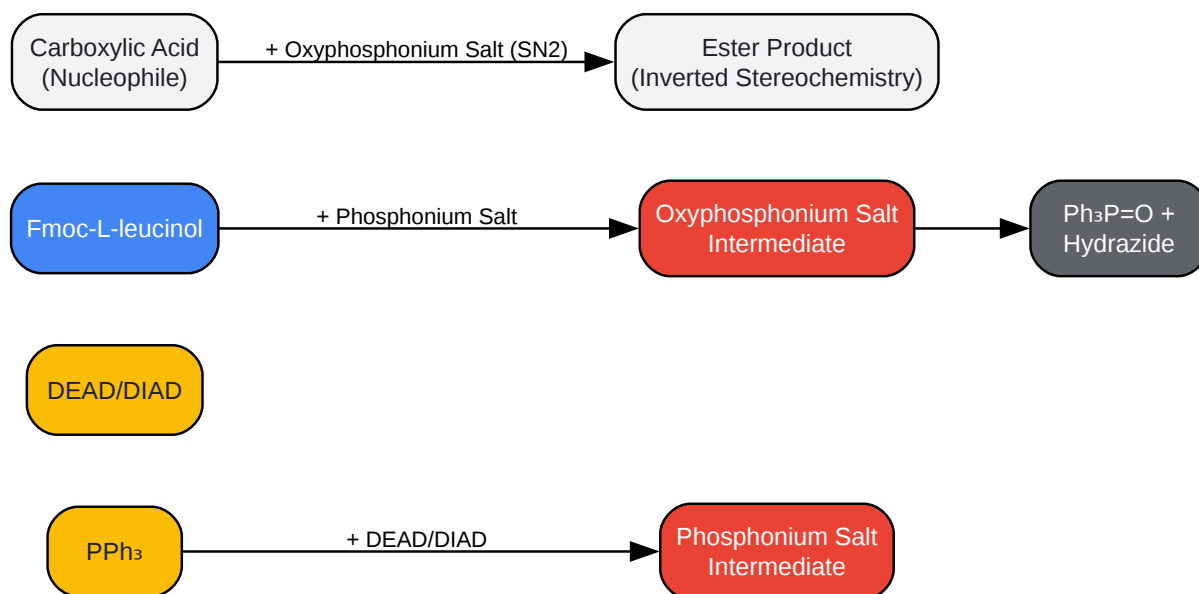 Carboxylic Acid
(Nucleophile)
+ Oxyphosphonium Salt (SN2)
Ester Product
(Inverted Stereochemistry)
Fmoc-L-leucinol
+ Phosphonium Salt
Oxyphosphonium Salt
Intermediate
Ph₃P=O +
Hydrazide
DEAD/DIAD
PPh₃
+ DEAD/DIAD
Phosphonium Salt
Intermediate